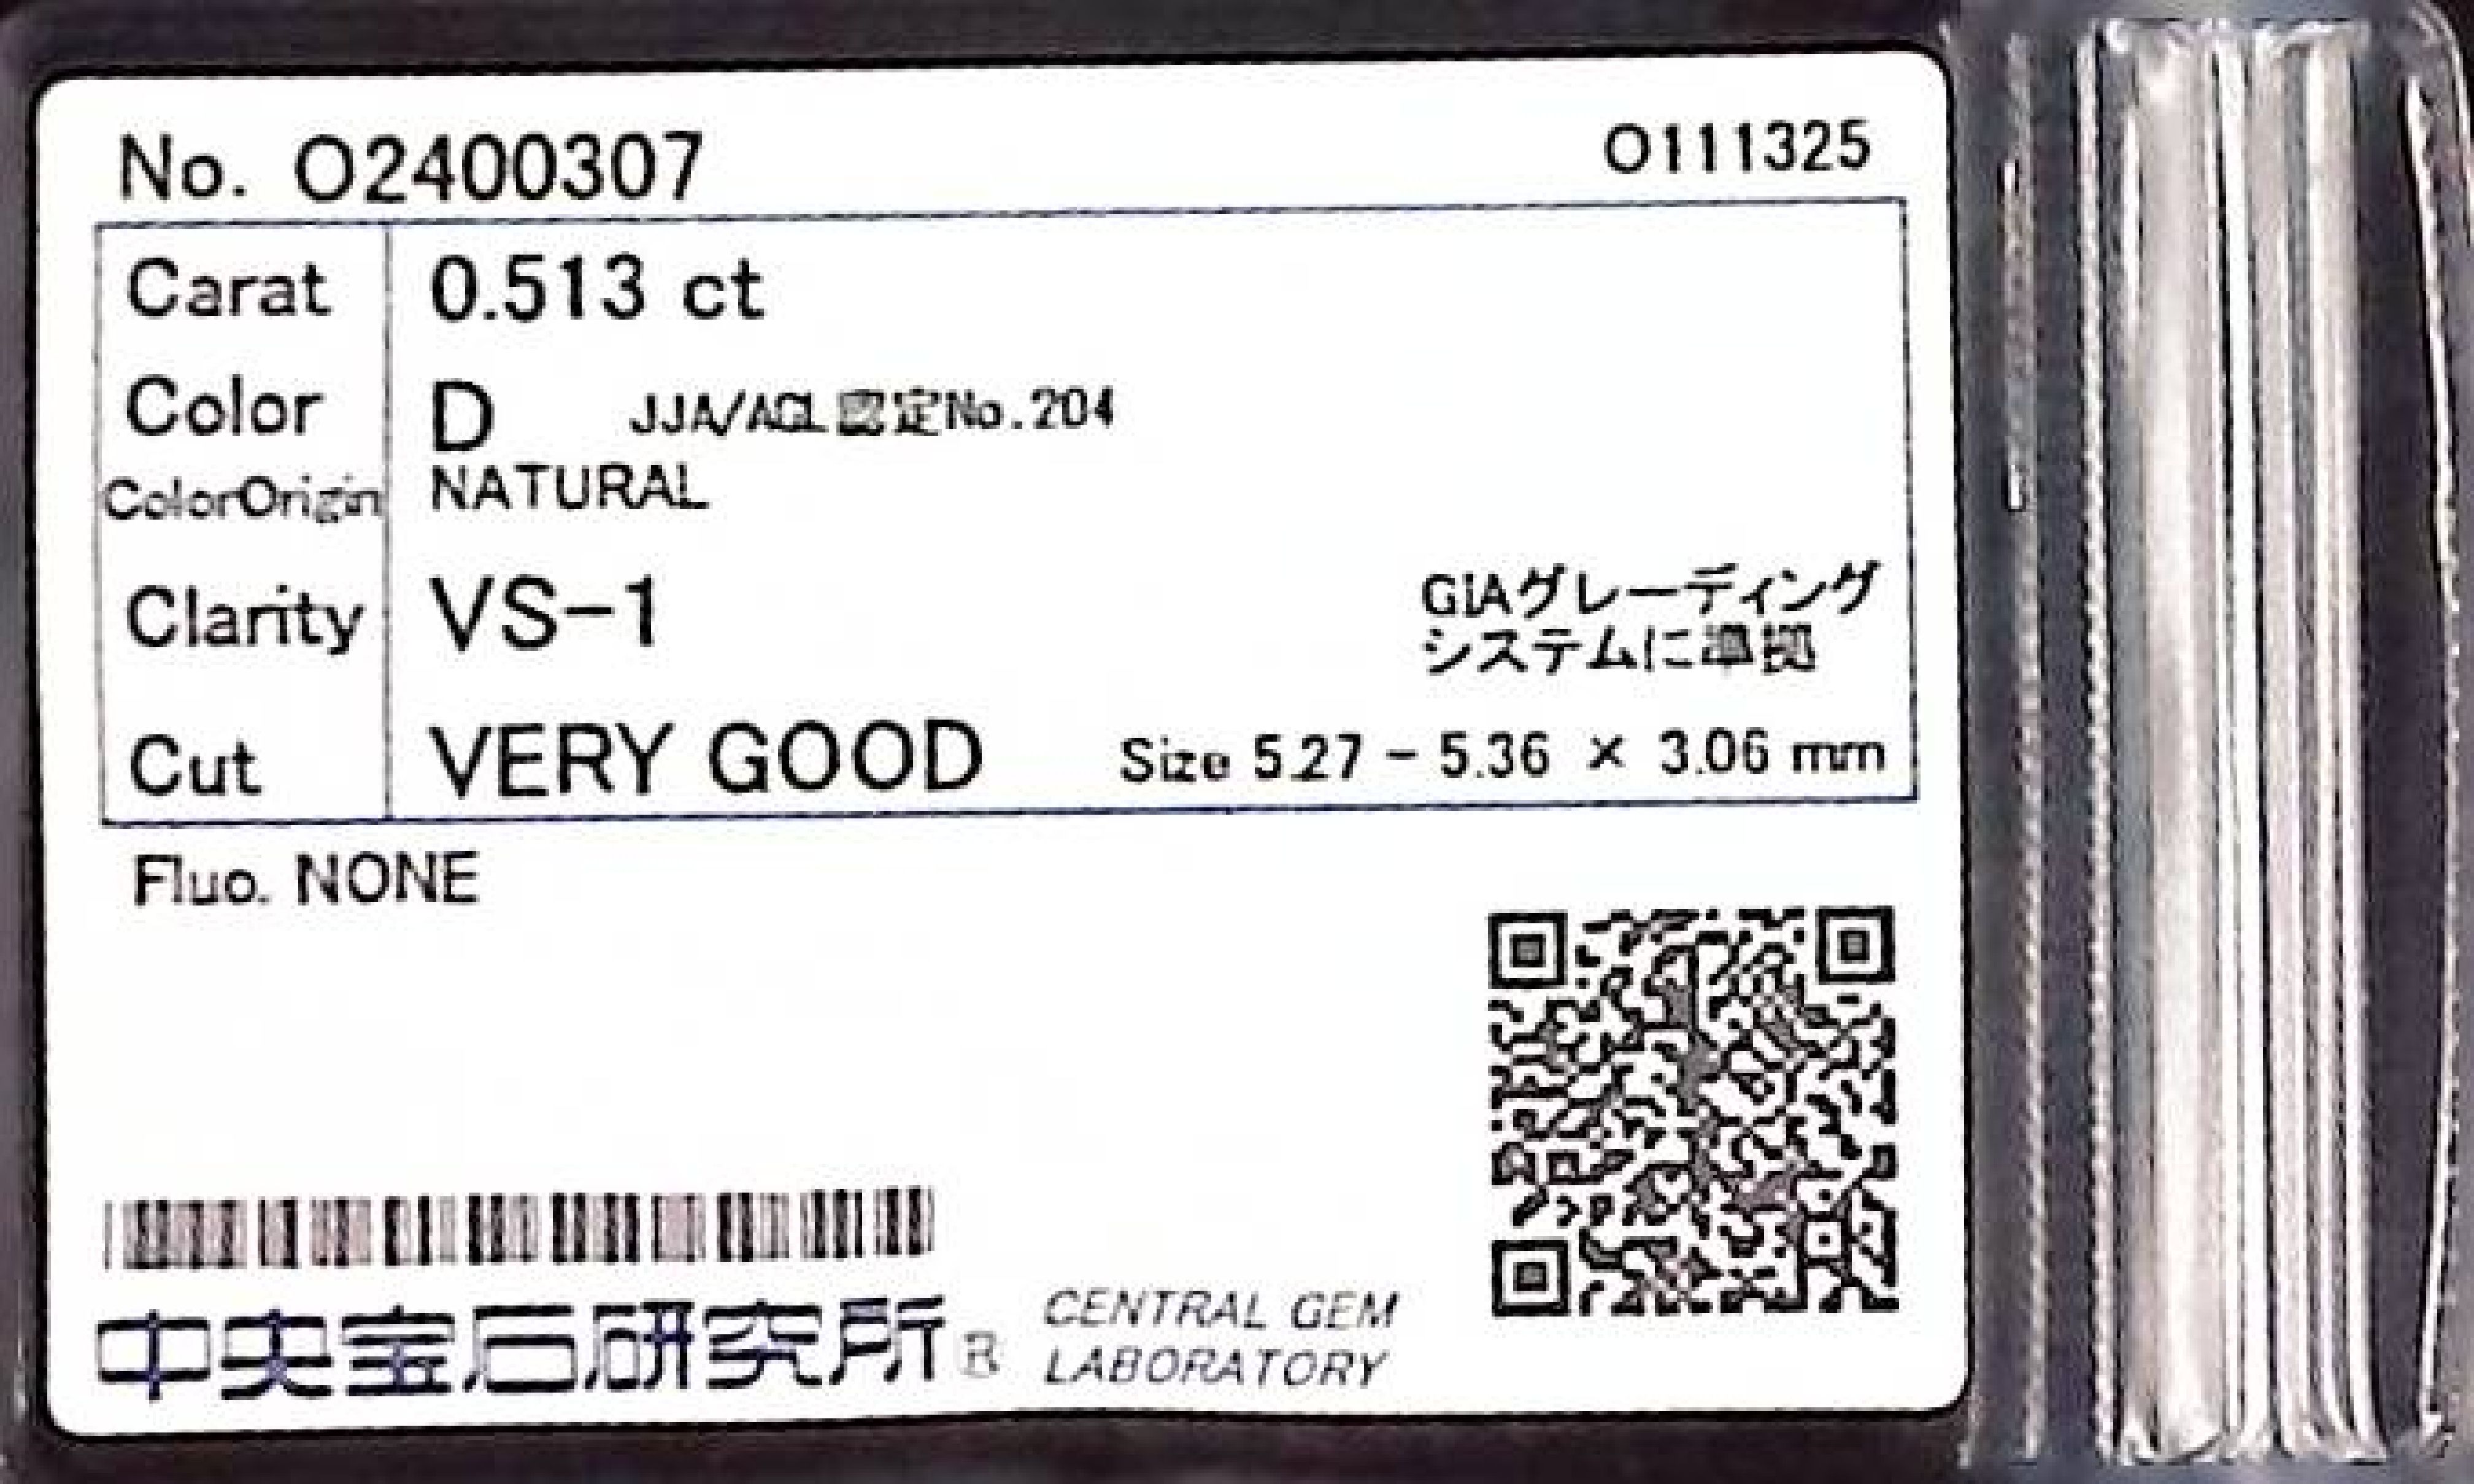 No. O2400307
O111325
Carat 0.513 ct
Color D JJA/AGL認定No.204
ColorOrigin NATURAL
Clarity VS-1
GIAグレーディング
システムに準拠
Cut VERY GOOD Size 5.27 - 5.36 × 3.06 mm
Fluo. NONE
中央宝石研究所®
CENTRAL GEM
LABORATORY